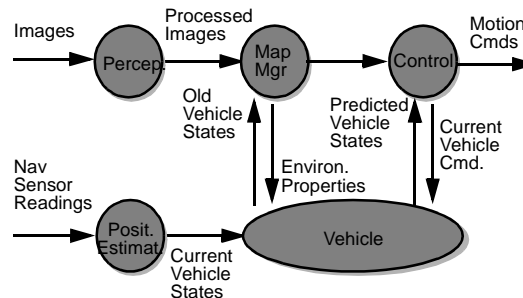 Images
Percep.
Processed
Images
Map
Mgr
Control
Motion
Cmds
Old
Vehicle
States
Environ.
Properties
Predicted
Vehicle
States
Current
Vehicle
Cmd.
Nav
Sensor
Readings
Posit.
Estimat.
Current
Vehicle
States
Vehicle